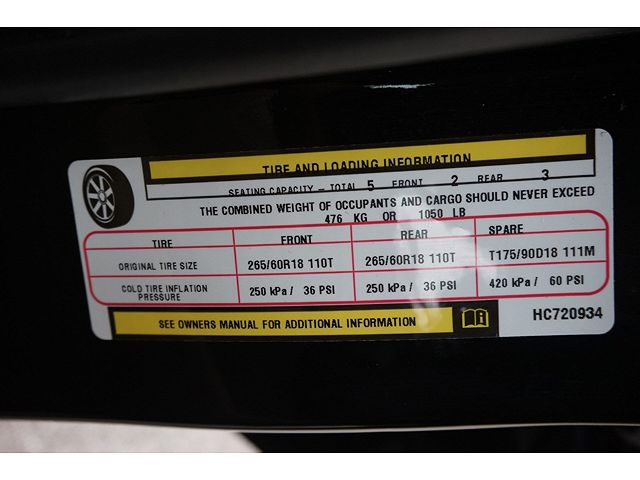 TIRE AND LOADING INFORMATION
SEATING CAPACITY - TOTAL 5 FRONT 2 REAR 3
THE COMBINED WEIGHT OF OCCUPANTS AND CARGO SHOULD NEVER EXCEED
476 KG OR 1050 LB
TIRE FRONT REAR SPARE
ORIGINAL TIRE SIZE 265/60R18 110T 265/60R18 110T T175/90D18 111M
COLD TIRE INFLATION PRESSURE 250 kPa / 36 PSI 250 kPa / 36 PSI 420 kPa / 60 PSI
SEE OWNERS MANUAL FOR ADDITIONAL INFORMATION
HC720934